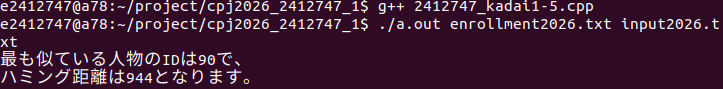 e2412747@a78:~/project/cpj2026_2412747_1$ g++ 2412747_kadai1-5.cpp
e2412747@a78:~/project/cpj2026_2412747_1$ ./a.out enrollment2026.txt input2026.t
xt
最も似ている人物のIDは90で、
ハミング距離は944となります。